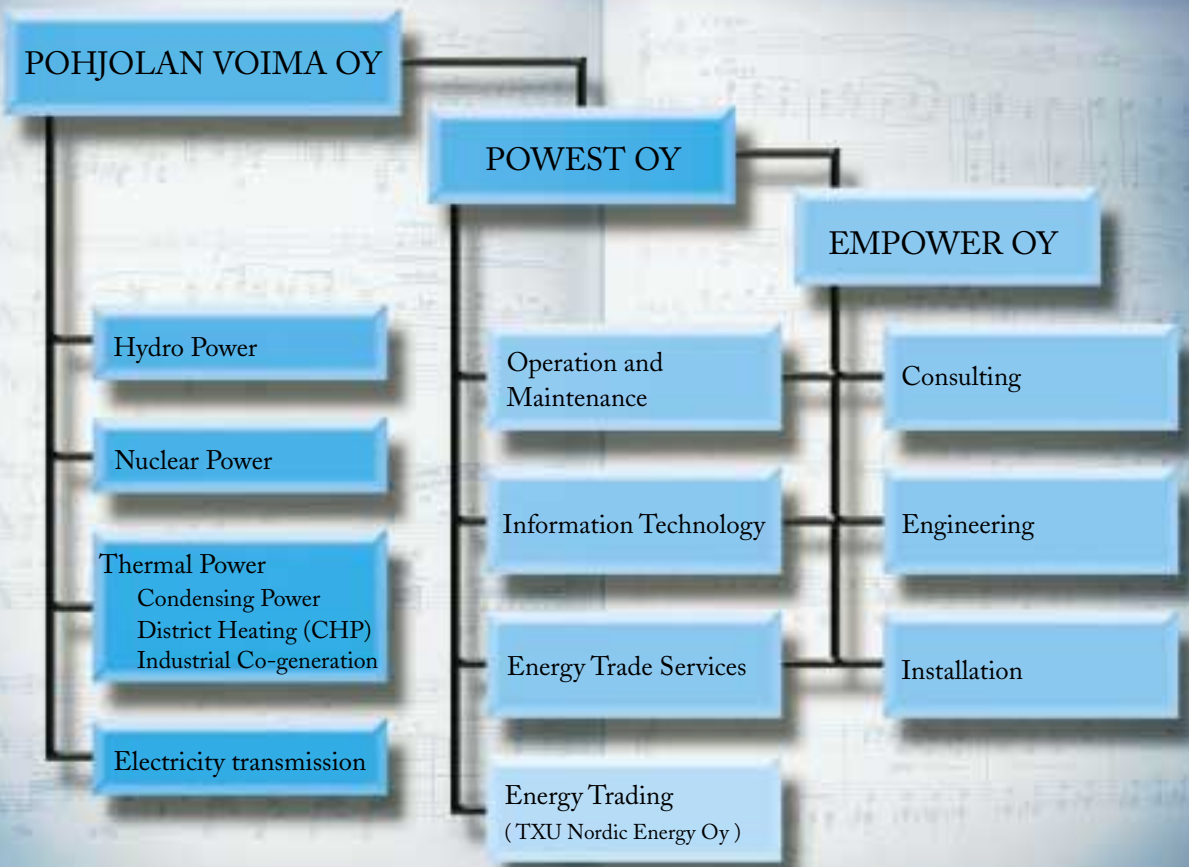 POHJOLAN VOIMA OY
POWEST OY
EMPOWER OY
Hydro Power
Nuclear Power
Thermal Power
Condensing Power
District Heating (CHP)
Industrial Co-generation
Electricity transmission
Operation and
Maintenance
Information Technology
Energy Trade Services
Energy Trading
( TXU Nordic Energy Oy )
Consulting
Engineering
Installation